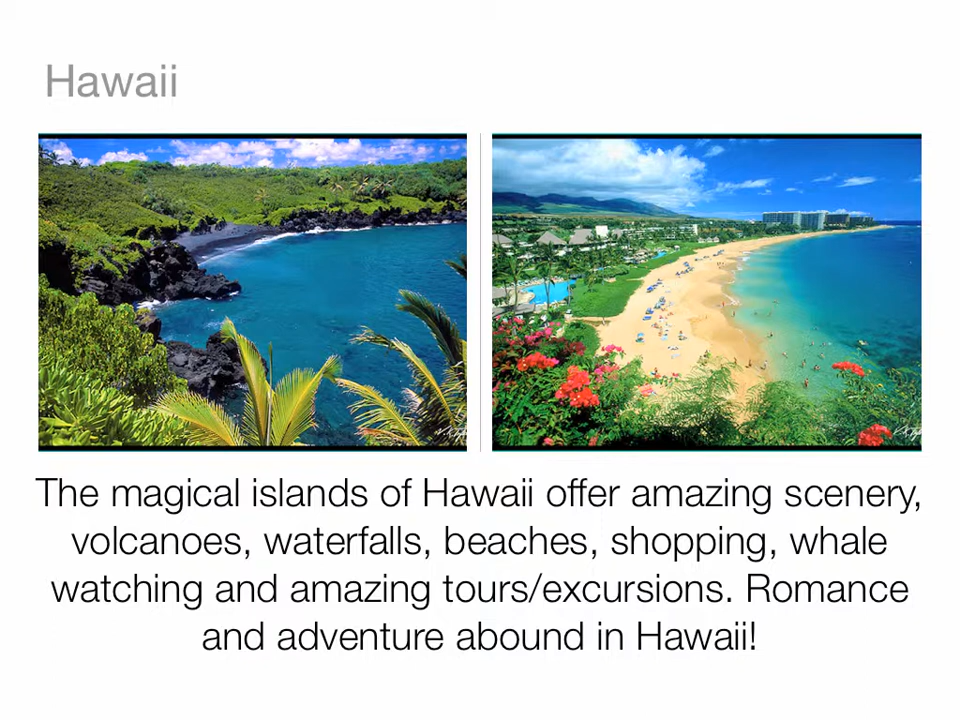 Hawaii
The magical islands of Hawaii offer amazing scenery,
volcanoes, waterfalls, beaches, shopping, whale
watching and amazing tours/excursions. Romance
and adventure abound in Hawaii!